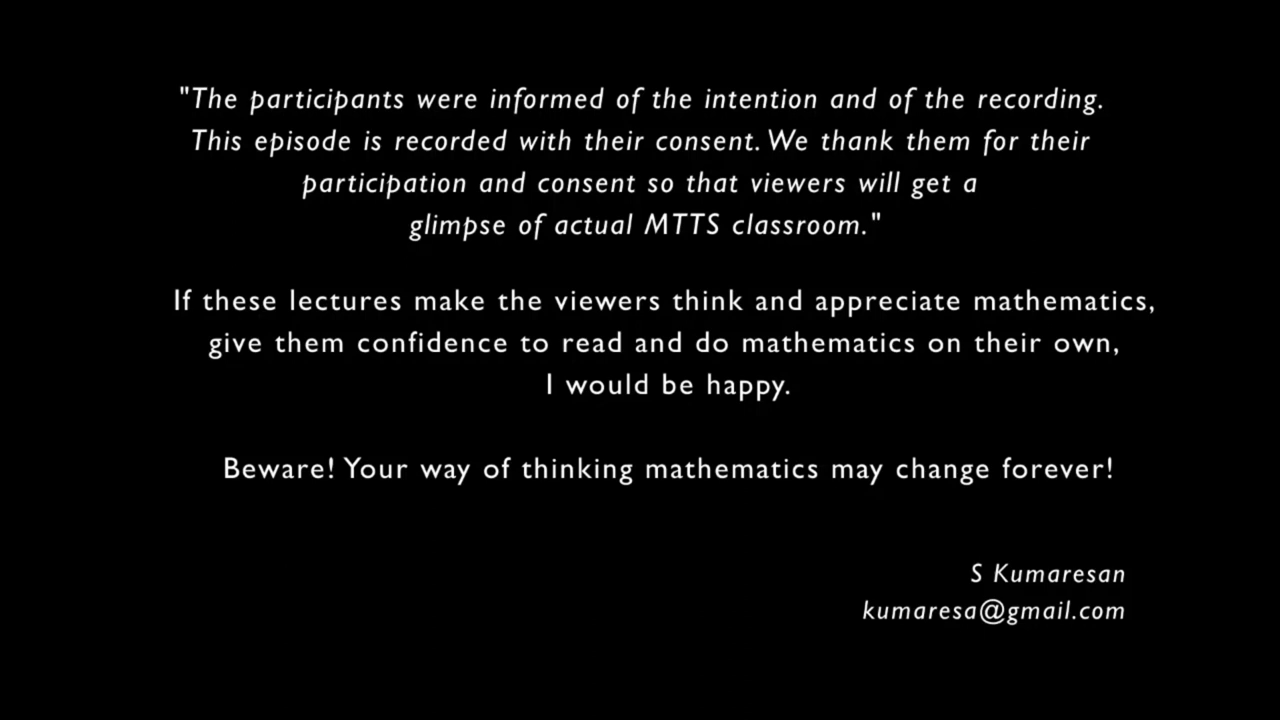 "The participants were informed of the intention and of the recording.
This episode is recorded with their consent. We thank them for their
participation and consent so that viewers will get a
glimpse of actual MTTS classroom."
If these lectures make the viewers think and appreciate mathematics,
give them confidence to read and do mathematics on their own,
I would be happy.
Beware! Your way of thinking mathematics may change forever!
S Kumaresan
kumaresa@gmail.com